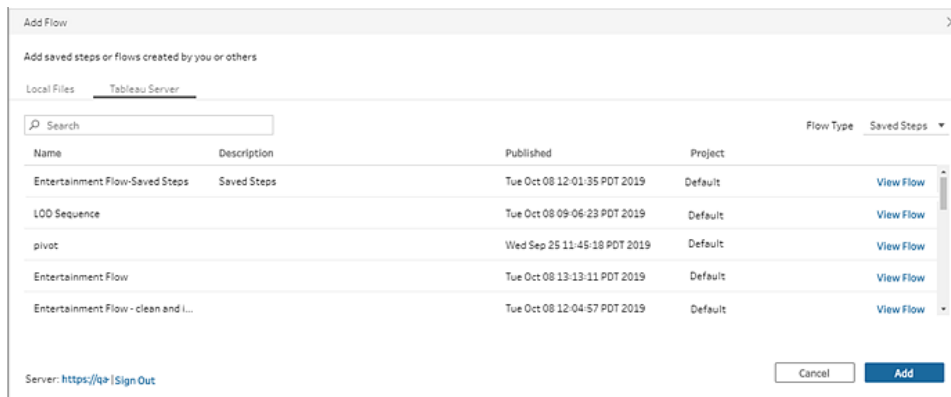 Add Flow
Add saved steps or flows created by you or others
Local Files Tableau Server
Search Flow Type Saved Steps
Name Description Published Project
Entertainment Flow-Saved Steps Saved Steps Tue Oct 08 12:01:35 PDT 2019 Default View Flow
LOD Sequence Tue Oct 08 09:06:23 PDT 2019 Default View Flow
pivot Wed Sep 25 11:45:18 PDT 2019 Default View Flow
Entertainment Flow Tue Oct 08 13:13:11 PDT 2019 Default View Flow
Entertainment Flow - clean and i... Tue Oct 08 12:04:57 PDT 2019 Default View Flow
Server: https://qa- | Sign Out Cancel Add